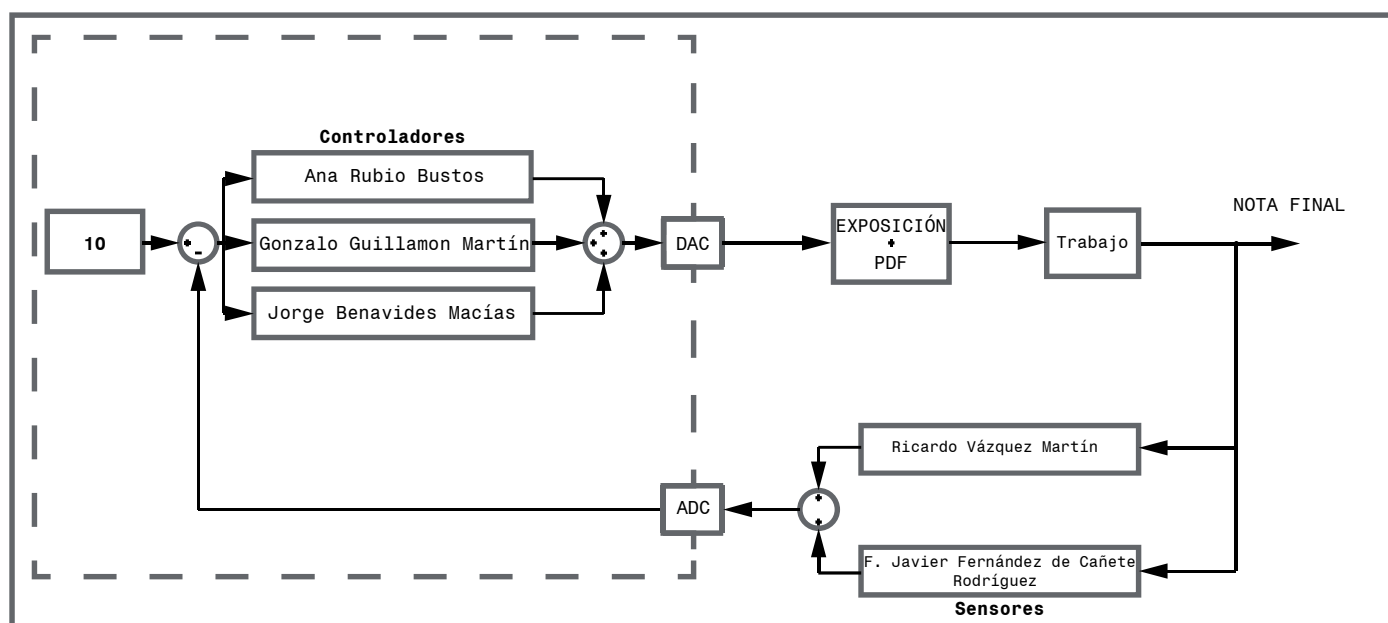 Controladores
Ana Rubio Bustos
10
+
-
Gonzalo Guillamon Martín
+
+
+
DAC
EXPOSICIÓN
+
PDF
Trabajo
NOTA FINAL
Jorge Benavides Macías
Ricardo Vázquez Martín
ADC
+
+
F. Javier Fernández de Cañete
Rodríguez
Sensores